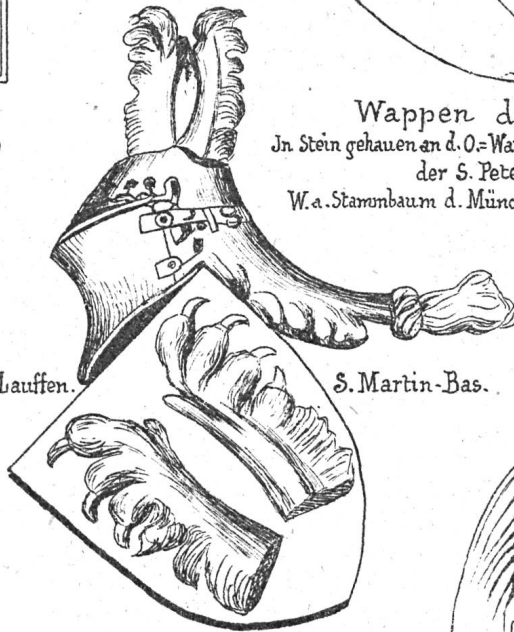 Wappen d
Jn Stein gehauen an d. O.=Wa
der S. Pete
W. a. Stammbaum d. Münc
Lauffen.
S. Martin-Bas.